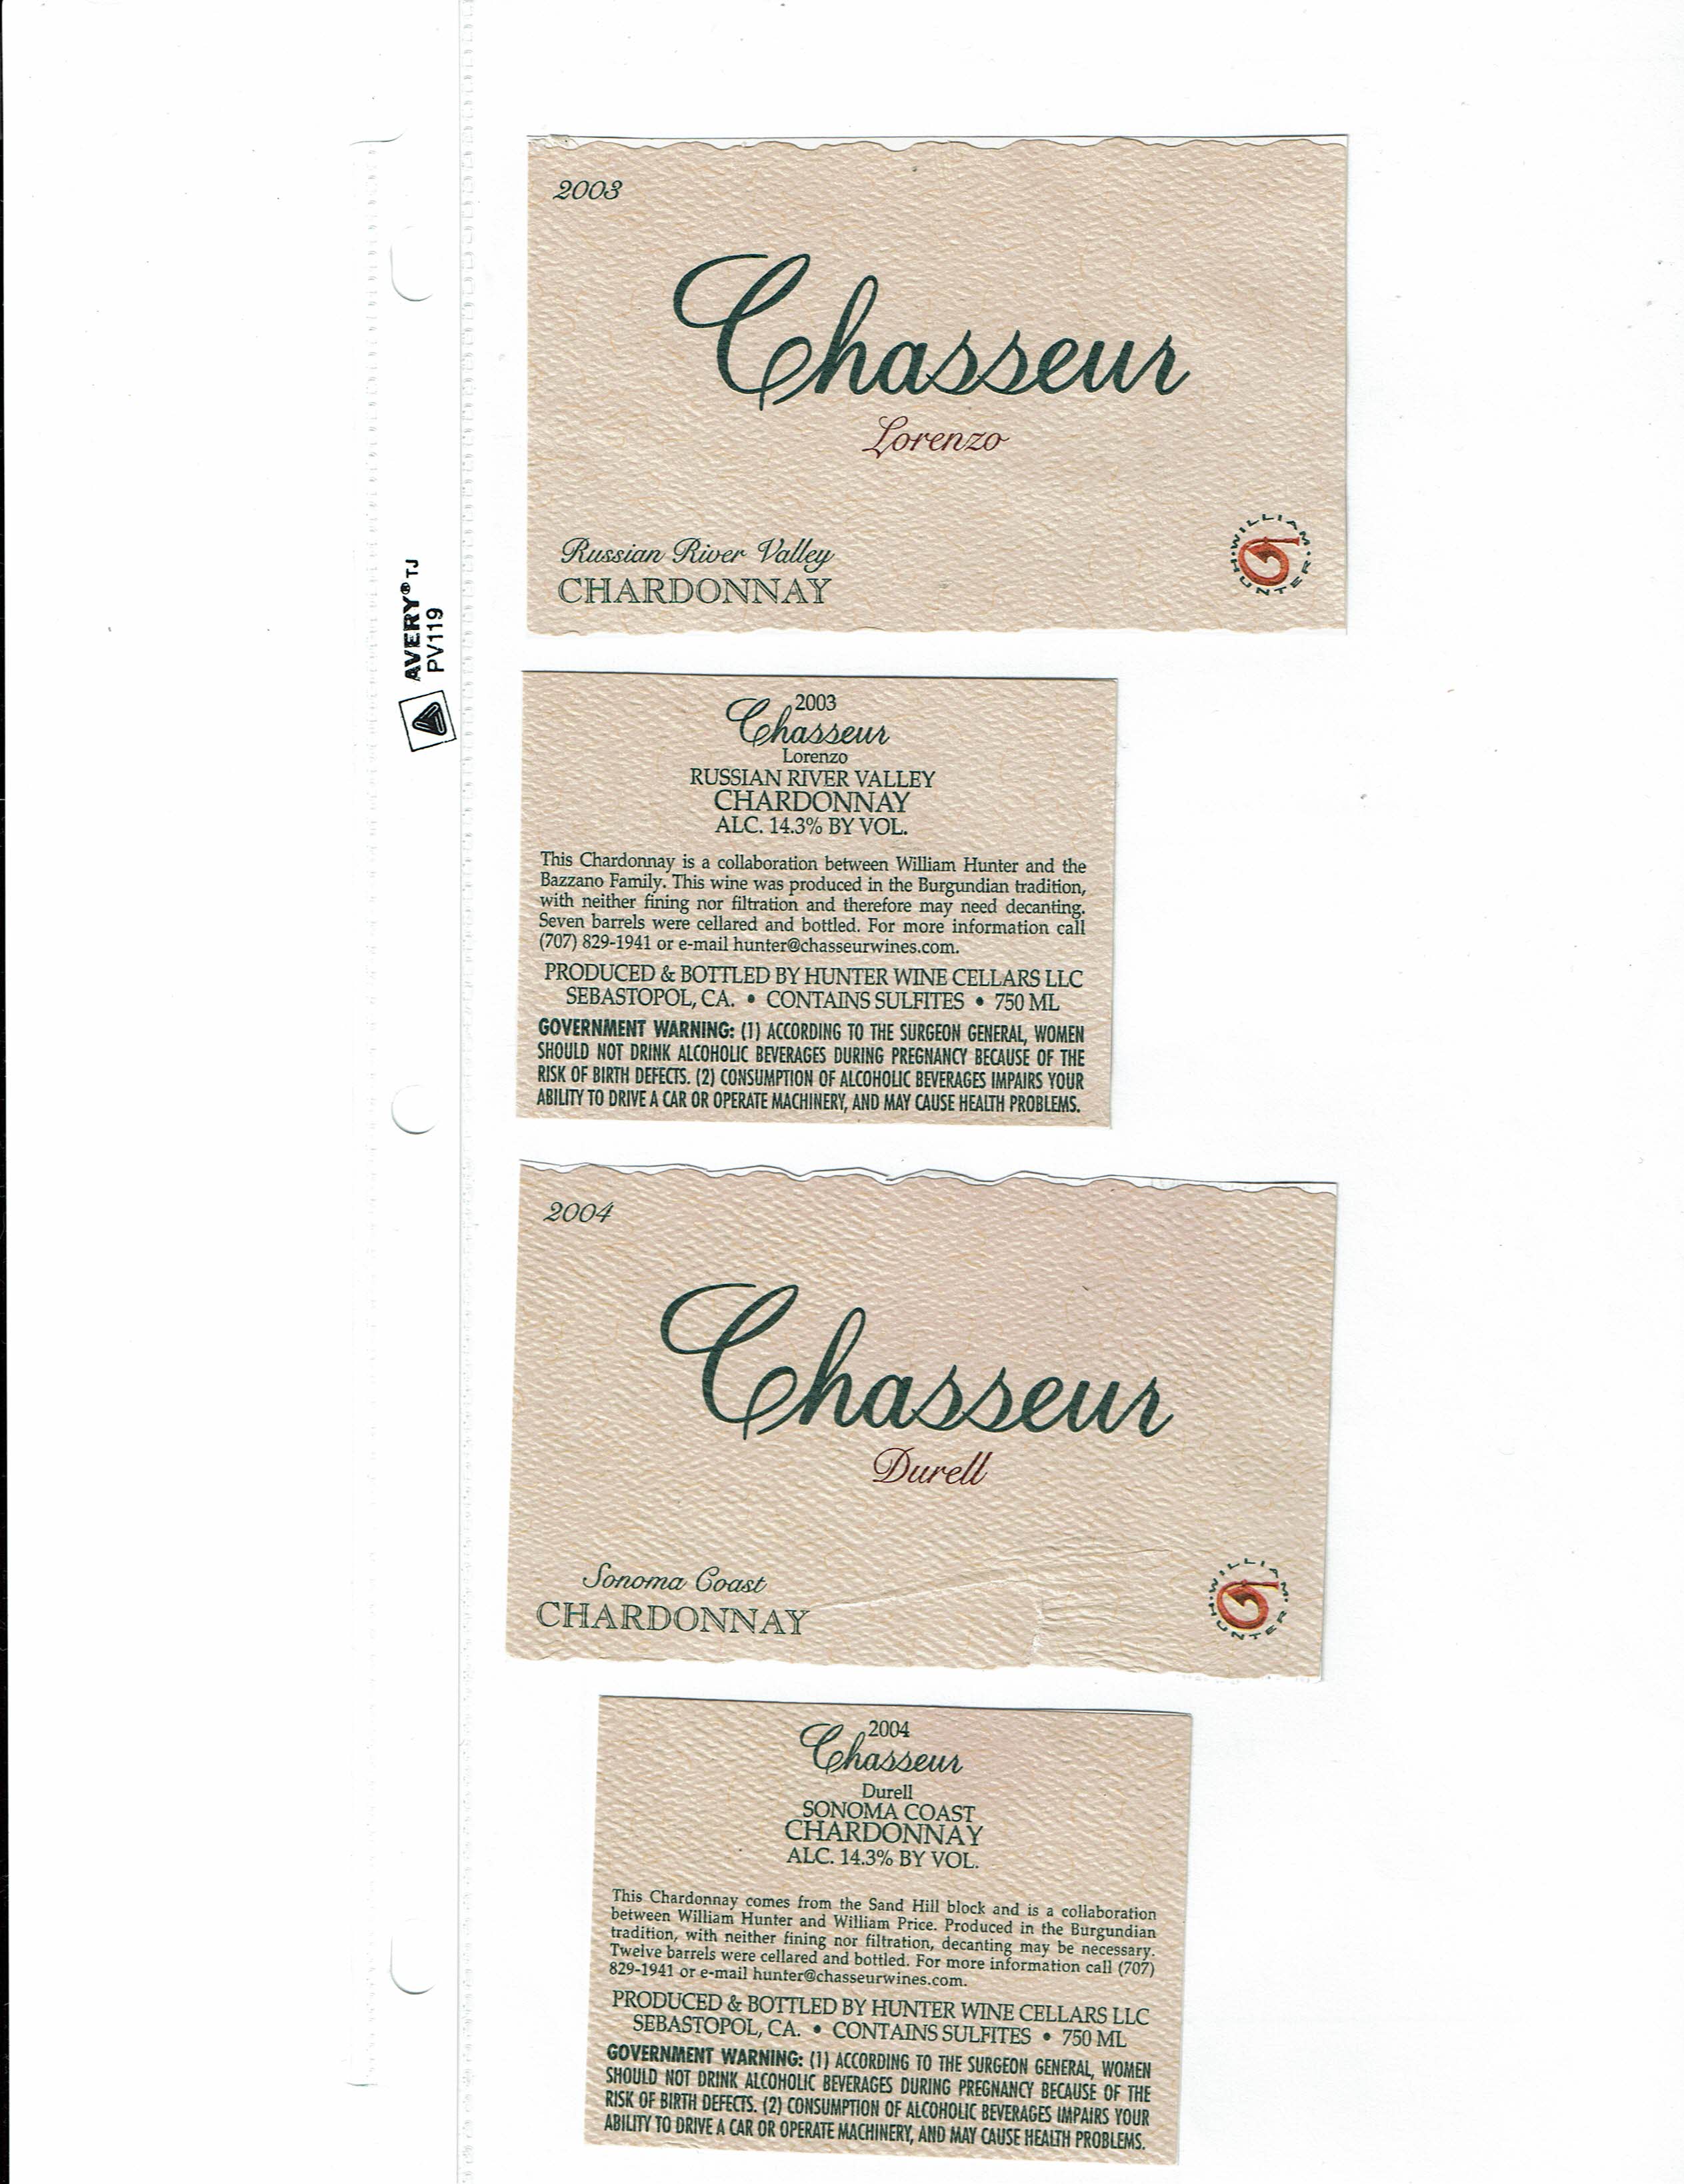 AVERY® TJ
PV119
2003
Chasseur
Lorenzo
Russian River Valley
CHARDONNAY
WILLIAM
HUNTER
2003
Chasseur
Lorenzo
RUSSIAN RIVER VALLEY
CHARDONNAY
ALC. 14.3% BY VOL.
This Chardonnay is a collaboration between William Hunter and the
Bazzano Family. This wine was produced in the Burgundian tradition,
with neither fining nor filtration and therefore may need decanting.
Seven barrels were cellared and bottled. For more information call
(707) 829-1941 or e-mail hunter@chasseurwines.com.
PRODUCED & BOTTLED BY HUNTER WINE CELLARS LLC
SEBASTOPOL, CA. • CONTAINS SULFITES • 750 ML
GOVERNMENT WARNING: (1) ACCORDING TO THE SURGEON GENERAL, WOMEN
SHOULD NOT DRINK ALCOHOLIC BEVERAGES DURING PREGNANCY BECAUSE OF THE
RISK OF BIRTH DEFECTS. (2) CONSUMPTION OF ALCOHOLIC BEVERAGES IMPAIRS YOUR
ABILITY TO DRIVE A CAR OR OPERATE MACHINERY, AND MAY CAUSE HEALTH PROBLEMS.
2004
Chasseur
Durell
Sonoma Coast
CHARDONNAY
WILLIAM
HUNTER
2004
Chasseur
Durell
SONOMA COAST
CHARDONNAY
ALC. 14.3% BY VOL.
This Chardonnay comes from the Sand Hill block and is a collaboration
between William Hunter and William Price. Produced in the Burgundian
tradition, with neither fining nor filtration, decanting may be necessary.
Twelve barrels were cellared and bottled. For more information call (707)
829-1941 or e-mail hunter@chasseurwines.com.
PRODUCED & BOTTLED BY HUNTER WINE CELLARS LLC
SEBASTOPOL, CA. • CONTAINS SULFITES • 750 ML
GOVERNMENT WARNING: (1) ACCORDING TO THE SURGEON GENERAL, WOMEN
SHOULD NOT DRINK ALCOHOLIC BEVERAGES DURING PREGNANCY BECAUSE OF THE
RISK OF BIRTH DEFECTS. (2) CONSUMPTION OF ALCOHOLIC BEVERAGES IMPAIRS YOUR
ABILITY TO DRIVE A CAR OR OPERATE MACHINERY, AND MAY CAUSE HEALTH PROBLEMS.